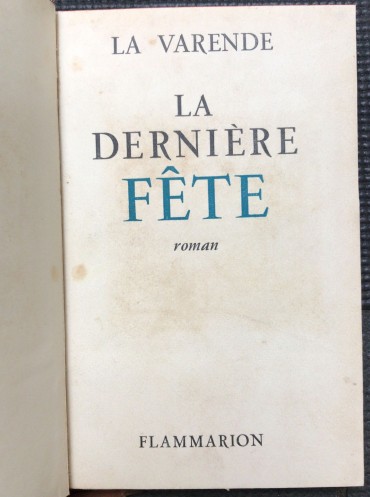 LA VARENDE
LA
DERNIÈRE
FÊTE
roman
FLAMMARION